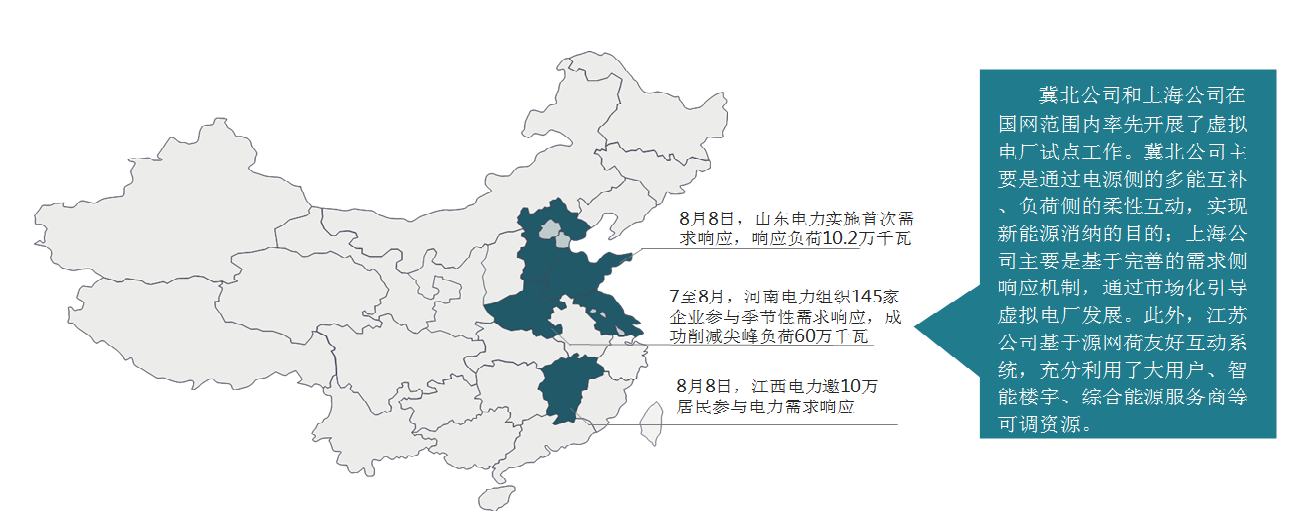 8月8日，山东电力实施首次需
求响应，响应负荷10.2万千瓦
7至8月，河南电力组织145家
企业参与季节性需求响应，成
功削减尖峰负荷60万千瓦
8月8日，江西电力邀10万
居民参与电力需求响应
冀北公司和上海公司在
国网范围内率先开展了虚拟
电厂试点工作。冀北公司主
要是通过电源侧的多能互补
、负荷侧的柔性互动，实现
新能源消纳的目的；上海公
司主要是基于完善的需求侧
响应机制，通过市场化引导
虚拟电厂发展。此外，江苏
公司基于源网荷友好互动系
统，充分利用了大用户、智
能楼宇、综合能源服务商等
可调资源。